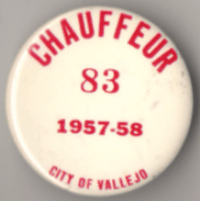 CHAUFFEUR
83
1957-58
CITY OF VALLEJO